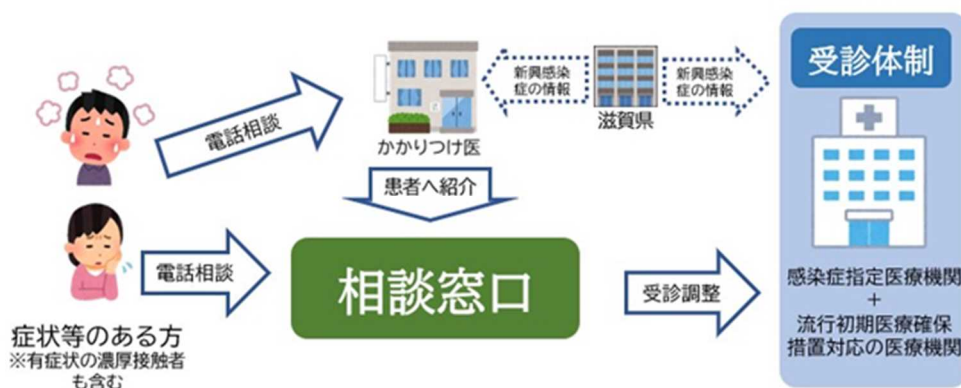 電話相談
かかりつけ医
新興感染
症の情報
滋賀県
新興感染
症の情報
受診体制
患者へ紹介
電話相談
相談窓口
受診調整
感染症指定医療機関
+
流行初期医療確保
措置対応の医療機関
症状等のある方
※有症状の濃厚接触者
も含む